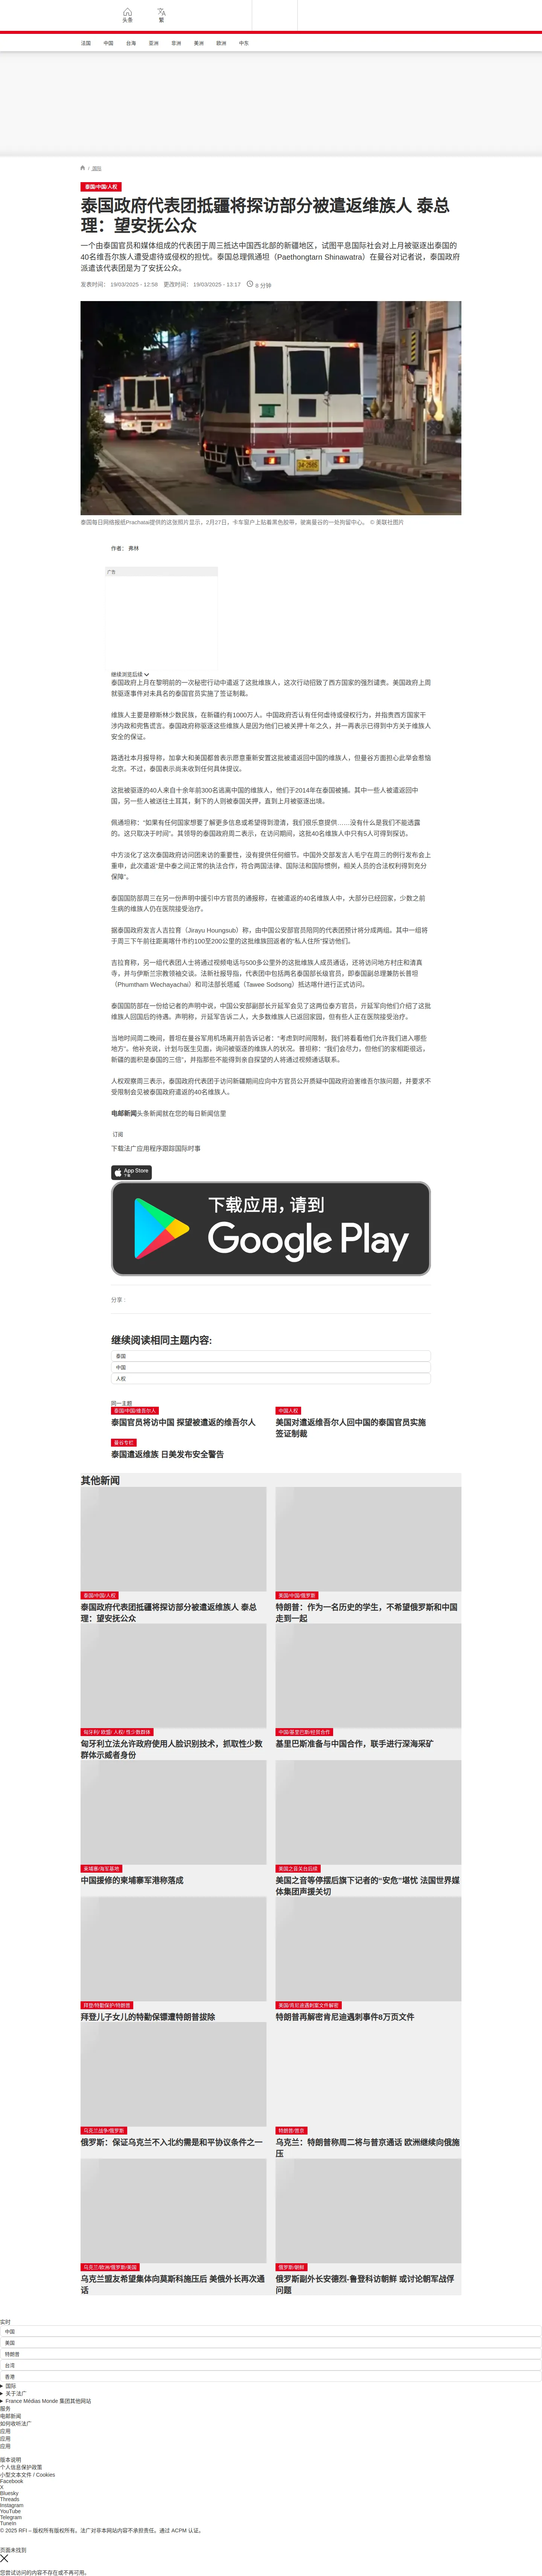 头条
繁
法国
中国
台海
亚洲
非洲
美洲
欧洲
中东
/ 国际
泰国/中国/人权
泰国政府代表团抵疆将探访部分被遣返维族人 泰总
理：望安抚公众
一个由泰国官员和媒体组成的代表团于周三抵达中国西北部的新疆地区，试图平息国际社会对上月被驱逐出泰国的
40名维吾尔族人遭受虐待或侵权的担忧。泰国总理佩通坦（Paethongtarn Shinawatra）在曼谷对记者说，泰国政府
派遣该代表团是为了安抚公众。
发表时间： 19/03/2025 - 12:58 更改时间： 19/03/2025 - 13:17 8 分钟
泰国每日网络报纸Prachatai提供的这张照片显示，2月27日，卡车窗户上贴着黑色胶带，驶离曼谷的一处拘留中心。 © 美联社图片
作者： 弗林
广告
继续浏览后续
泰国政府上月在黎明前的一次秘密行动中遣返了这批维族人，这次行动招致了西方国家的强烈谴责。美国政府上周
就驱逐事件对未具名的泰国官员实施了签证制裁。
维族人主要是穆斯林少数民族，在新疆约有1000万人。中国政府否认有任何虐待或侵权行为，并指责西方国家干
涉内政和兜售谎言。泰国政府称驱逐这些维族人是因为他们已被关押十年之久，并一再表示已得到中方关于维族人
安全的保证。
路透社本月报导称，加拿大和美国都曾表示愿意重新安置这批被遣返回中国的维族人，但曼谷方面担心此举会惹恼
北京。不过，泰国表示尚未收到任何具体提议。
这批被驱逐的40人来自十余年前300名逃离中国的维族人，他们于2014年在泰国被捕。其中一些人被遣返回中
国，另一些人被送往土耳其，剩下的人则被泰国关押，直到上月被驱逐出境。
佩通坦称：“如果有任何国家想要了解更多信息或希望得到澄清，我们很乐意提供……没有什么是我们不能透露
的。这只取决于时间”。其领导的泰国政府周二表示，在访问期间，这批40名维族人中只有5人可得到探访。
中方淡化了这次泰国政府访问团来访的重要性，没有提供任何细节。中国外交部发言人毛宁在周三的例行发布会上
重申，此次遣返“是中泰之间正常的执法合作，符合两国法律、国际法和国际惯例，相关人员的合法权利得到充分
保障”。
泰国国防部周三在另一份声明中援引中方官员的通报称，在被遣返的40名维族人中，大部分已经回家，少数之前
生病的维族人仍在医院接受治疗。
据泰国政府发言人吉拉育（Jirayu Houngsub）称，由中国公安部官员陪同的代表团预计将分成两组。其中一组将
于周三下午前往距离喀什市约100至200公里的这批维族回返者的“私人住所”探访他们。
吉拉育称，另一组代表团人士将通过视频电话与500多公里外的这批维族人成员通话，还将访问地方村庄和清真
寺，并与伊斯兰宗教领袖交谈。法新社报导指，代表团中包括两名泰国部长级官员，即泰国副总理兼防长普坦
（Phumtham Wechayachai）和司法部长塔威（Tawee Sodsong）抵达喀什进行正式访问。
泰国国防部在一份给记者的声明中说，中国公安部副部长亓延军会见了这两位泰方官员，亓延军向他们介绍了这批
维族人回国后的待遇。声明称，亓延军告诉二人，大多数维族人已返回家园，但有些人正在医院接受治疗。
当地时间周二晚间，普坦在曼谷军用机场离开前告诉记者：“考虑到时间限制，我们将看看他们允许我们进入哪些
地方”。他补充说，计划与医生见面，询问被驱逐的维族人的状况。普坦称：“我们会尽力，但他们的家相距很远，
新疆的面积是泰国的三倍”，并指那些不能得到亲自探望的人将通过视频通话联系。
人权观察周三表示，泰国政府代表团于访问新疆期间应向中方官员公开质疑中国政府迫害维吾尔族问题，并要求不
受限制会见被泰国政府遣返的40名维族人。
电邮新闻头条新闻就在您的每日新闻信里
订阅
下载法广应用程序跟踪国际时事
App Store
下载
下载应用，请到
Google Play
分享 :
继续阅读相同主题内容:
泰国
中国
人权
同一主题
泰国/中国/维吾尔人
泰国官员将访中国 探望被遣返的维吾尔人
中国人权
美国对遣返维吾尔人回中国的泰国官员实施
签证制裁
曼谷专栏
泰国遣返维族 日美发布安全警告
其他新闻
泰国/中国/人权
泰国政府代表团抵疆将探访部分被遣返维族人 泰总
理：望安抚公众
美国/中国/俄罗斯
特朗普：作为一名历史的学生，不希望俄罗斯和中国
走到一起
匈牙利/ 欧盟/ 人权/ 性少数群体
匈牙利立法允许政府使用人脸识别技术，抓取性少数
群体示威者身份
中国/基里巴斯/经贸合作
基里巴斯准备与中国合作，联手进行深海采矿
柬埔寨/海军基地
中国援修的柬埔寨军港称落成
美国之音关台后续
美国之音等停摆后旗下记者的“安危”堪忧 法国世界媒
体集团声援关切
拜登/特勤保护/特朗普
拜登儿子女儿的特勤保镖遭特朗普拔除
美国/肯尼迪遇刺案文件解密
特朗普再解密肯尼迪遇刺事件8万页文件
乌克兰战争/俄罗斯
俄罗斯：保证乌克兰不入北约需是和平协议条件之一
特朗普/普京
乌克兰：特朗普称周二将与普京通话 欧洲继续向俄施
压
乌克兰/欧洲/俄罗斯/美国
乌克兰盟友希望集体向莫斯科施压后 美俄外长再次通
话
俄罗斯/朝鲜
俄罗斯副外长安德烈-鲁登科访朝鲜 或讨论朝军战俘
问题
实时
中国
美国
特朗普
台湾
香港
国际
关于法广
France Médias Monde 集团其他网站
服务
电邮新闻
如何收听法广
应用
应用
应用
版本说明
个人信息保护政策
小型文本文件 / Cookies
Facebook
X
Bluesky
Threads
Instagram
YouTube
Telegram
TuneIn
© 2025 RFI – 版权所有版权所有。法广对非本网站内容不承担责任。通过 ACPM 认证。
页面未找到
您尝试访问的内容不存在或不再可用。